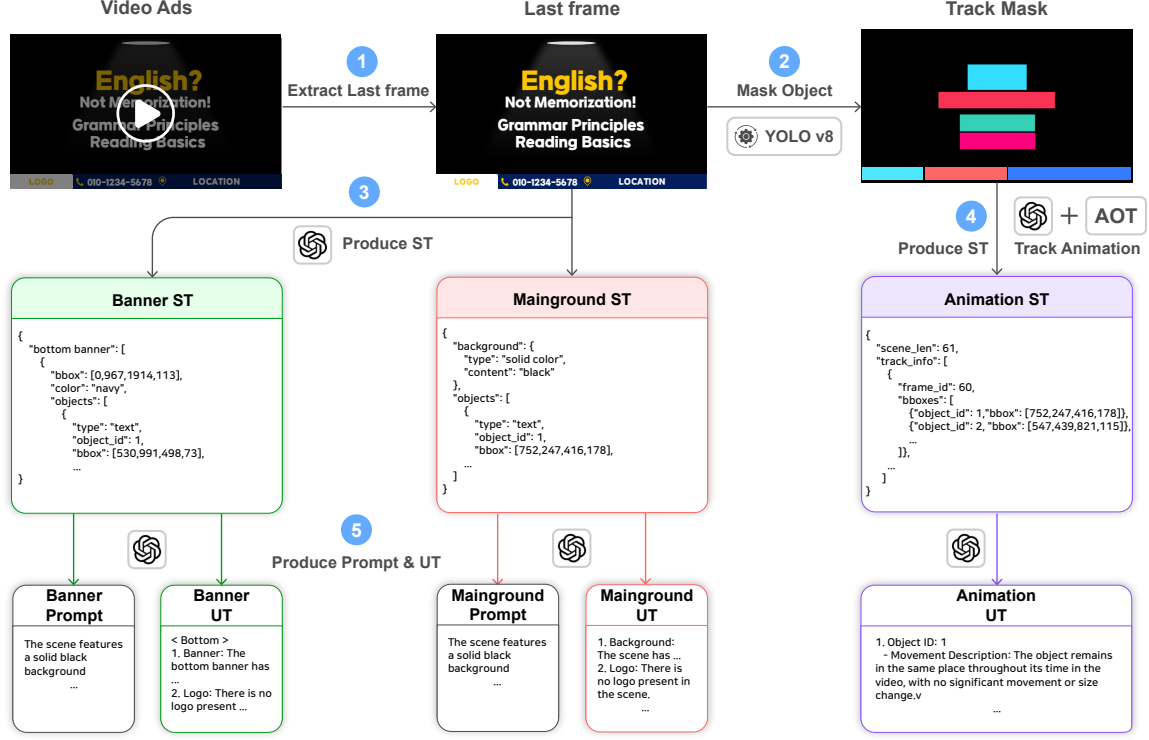 Video Ads
Last frame
Track Mask
English?
Not Memorization!
Grammar Principles
Reading Basics
LOGO
010-1234-5678
LOCATION
1
Extract Last frame
English?
Not Memorization!
Grammar Principles
Reading Basics
LOGO
010-1234-5678
LOCATION
2
Mask Object
YOLO v8
3
Produce ST
4
Produce ST
+ AOT
Track Animation
Banner ST
{
"bottom banner": [
{
"bbox": [0,967,1914,113],
"color": "navy",
"objects": [
{
"type": "text",
"object_id": 1,
"bbox": [530,991,498,73],
...
}
Mainground ST
{
"background": {
"type": "solid color",
"content": "black"
},
"objects": [
{
"type": "text",
"object_id": 1,
"bbox": [752,247,416,178],
...
]
}
Animation ST
{
"scene_len": 61,
"track_info": [
{
"frame_id": 60,
"bboxes": [
{"object_id": 1,"bbox": [752,247,416,178]},
{"object_id": 2, "bbox": [547,439,821,115]},
...
]},
...
]
}
5
Produce Prompt & UT
Banner
Prompt
The scene features
a solid black
background
...
Banner
UT
< Bottom >
1. Banner: The
bottom banner has
...
2. Logo: There is no
logo present ...
Mainground
Prompt
The scene features
a solid black
background
...
Mainground
UT
1. Background:
The scene has ...
2. Logo: There is
no logo present in
the scene.
...
Animation
UT
1. Object ID: 1
- Movement Description: The object remains
in the same place throughout its time in the
video, with no significant movement or size
change.v
...